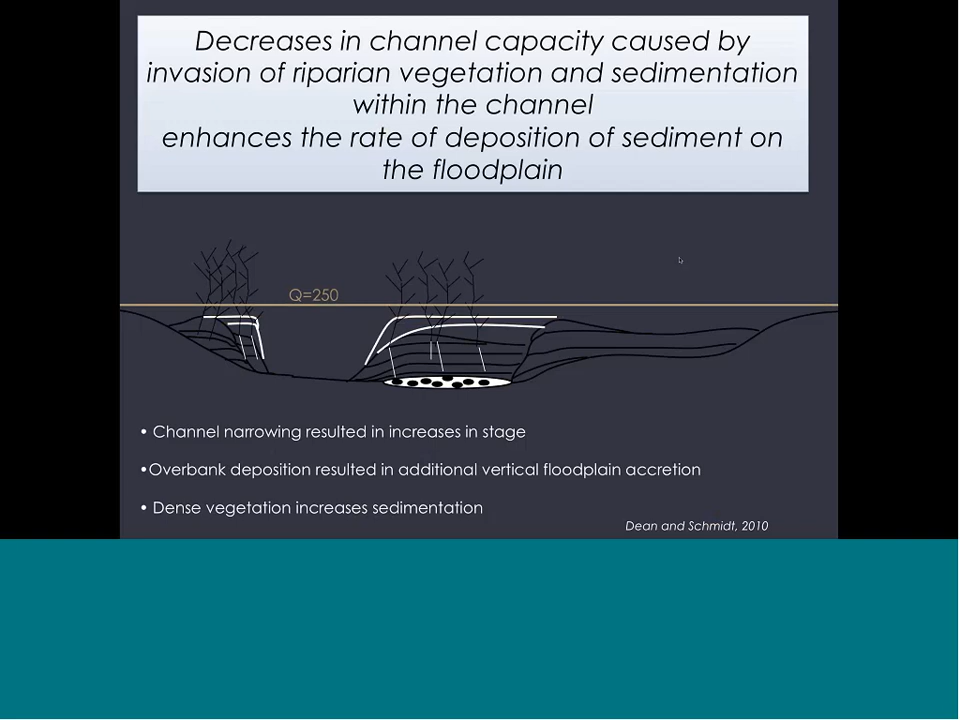 Decreases in channel capacity caused by
invasion of riparian vegetation and sedimentation
within the channel
enhances the rate of deposition of sediment on
the floodplain
Q=250
• Channel narrowing resulted in increases in stage
•Overbank deposition resulted in additional vertical floodplain accretion
• Dense vegetation increases sedimentation
Dean and Schmidt, 2010